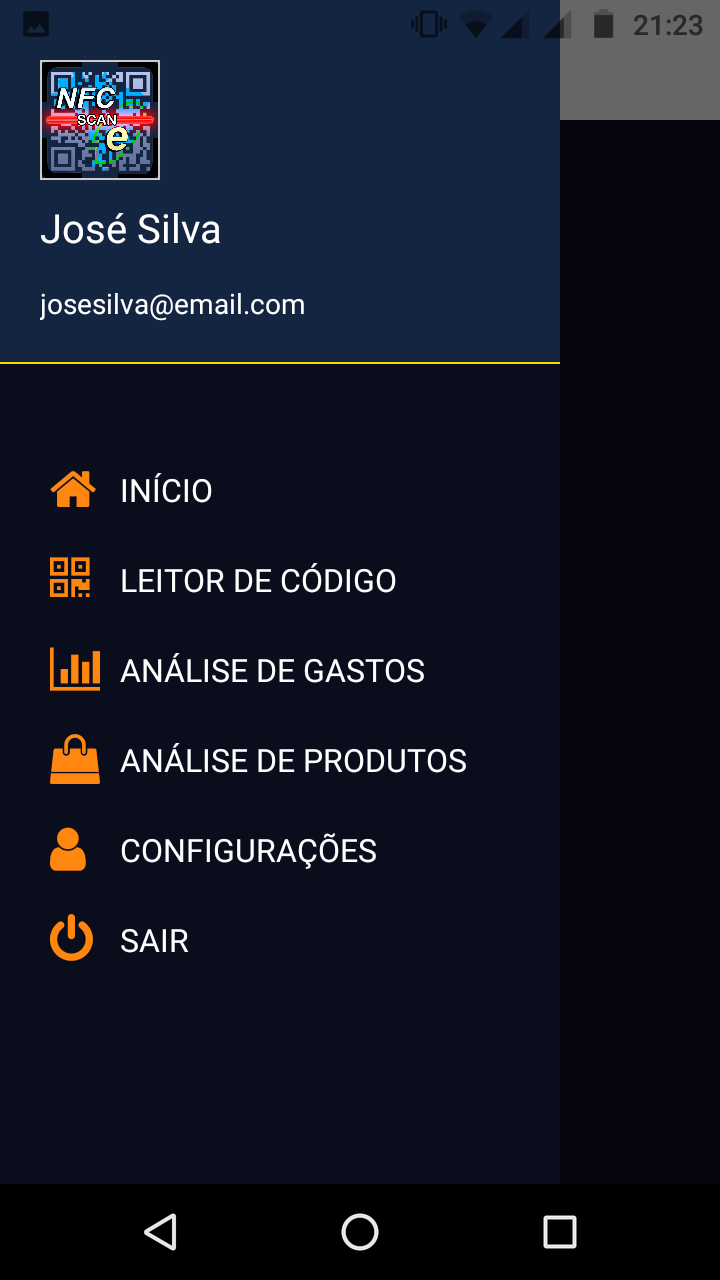 21:23
NFC
SCAN
e
José Silva
josesilva@email.com
INÍCIO
LEITOR DE CÓDIGO
ANÁLISE DE GASTOS
ANÁLISE DE PRODUTOS
CONFIGURAÇÕES
SAIR